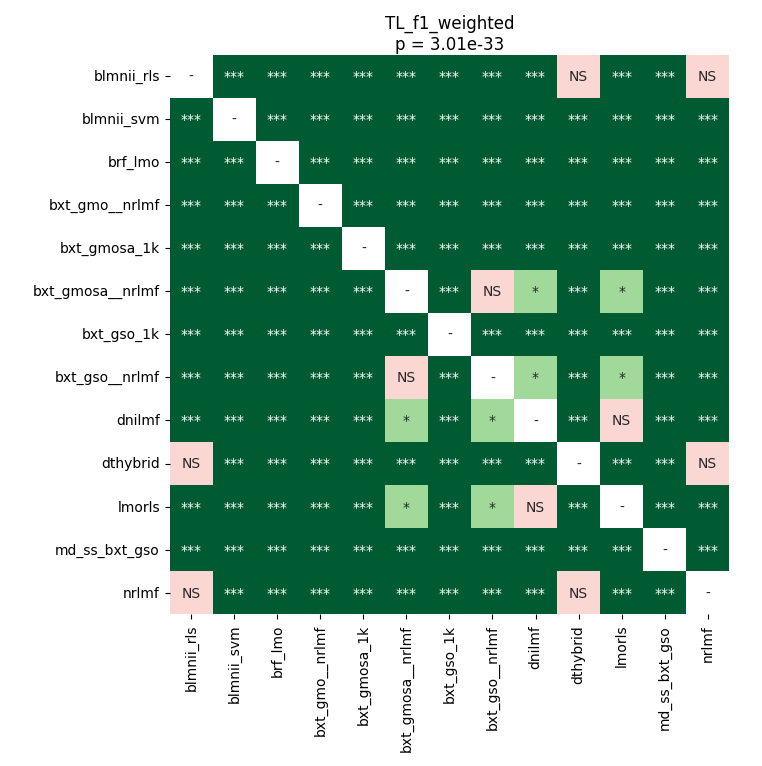 TL_f1_weighted
p = 3.01e-33
blmnii_rls - *** *** *** *** *** *** *** *** NS *** *** NS
blmnii_svm *** - *** *** *** *** *** *** *** *** *** *** ***
brf_lmo *** *** - *** *** *** *** *** *** *** *** *** ***
bxt_gmo__nrlmf *** *** *** - *** *** *** *** *** *** *** *** ***
bxt_gmosa_1k *** *** *** *** - *** *** *** *** *** *** *** ***
bxt_gmosa__nrlmf *** *** *** *** *** - *** NS * *** * *** ***
bxt_gso_1k *** *** *** *** *** *** - *** *** *** *** *** ***
bxt_gso__nrlmf *** *** *** *** *** NS *** - * *** * *** ***
dnilmf *** *** *** *** *** * *** * - *** NS *** ***
dthybrid NS *** *** *** *** *** *** *** *** - *** *** NS
lmorls *** *** *** *** *** * *** * NS *** - *** ***
md_ss_bxt_gso *** *** *** *** *** *** *** *** *** *** *** - ***
nrlmf NS *** *** *** *** *** *** *** *** NS *** *** -
blmnii_rls blmnii_svm brf_lmo bxt_gmo__nrlmf bxt_gmosa_1k bxt_gmosa__nrlmf bxt_gso_1k bxt_gso__nrlmf dnilmf dthybrid lmorls md_ss_bxt_gso nrlmf